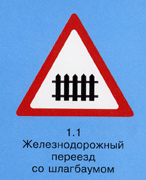 1.1
Железнодорожный
переезд
со шлагбаумом